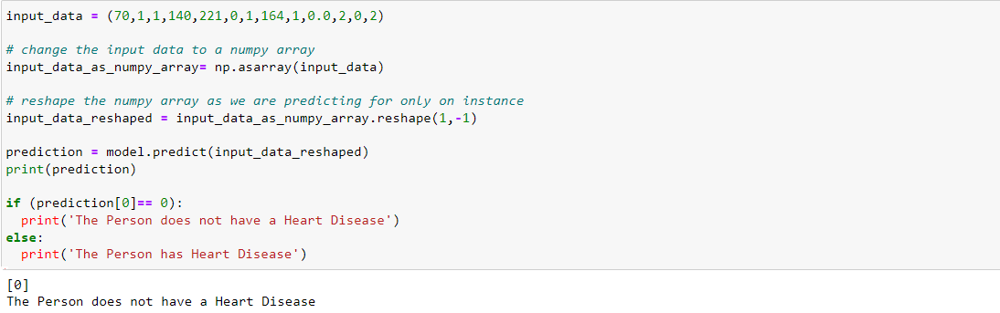 input_data = (70,1,1,140,221,0,1,164,1,0.0,2,0,2)
# change the input data to a numpy array
input_data_as_numpy_array= np.asarray(input_data)
# reshape the numpy array as we are predicting for only on instance
input_data_reshaped = input_data_as_numpy_array.reshape(1,-1)
prediction = model.predict(input_data_reshaped)
print(prediction)
if (prediction[0]== 0):
  print('The Person does not have a Heart Disease')
else:
  print('The Person has Heart Disease')
[0]
The Person does not have a Heart Disease